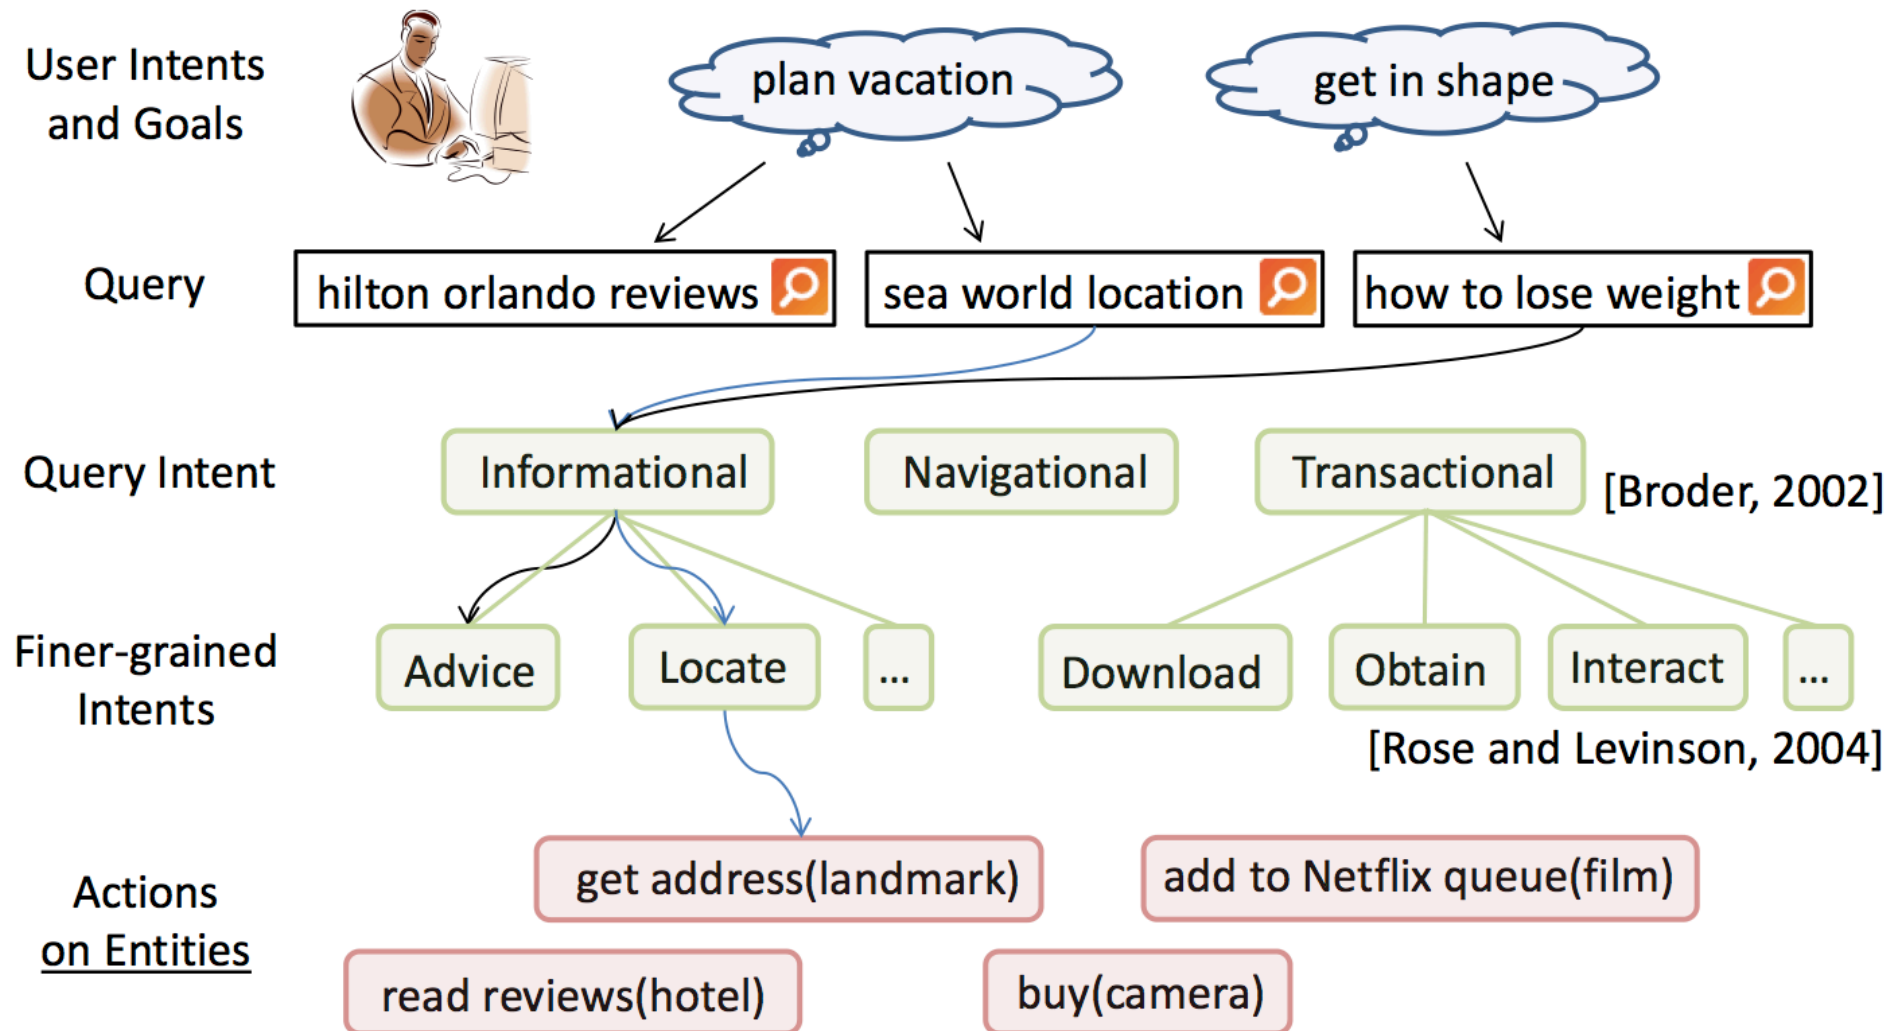 User Intents
and Goals
plan vacation
get in shape
Query
hilton orlando reviews
sea world location
how to lose weight
Query Intent
Informational
Navigational
Transactional
[Broder, 2002]
Finer-grained
Intents
Advice
Locate
...
Download
Obtain
Interact
...
[Rose and Levinson, 2004]
Actions
on Entities
get address(landmark)
add to Netflix queue(film)
read reviews(hotel)
buy(camera)